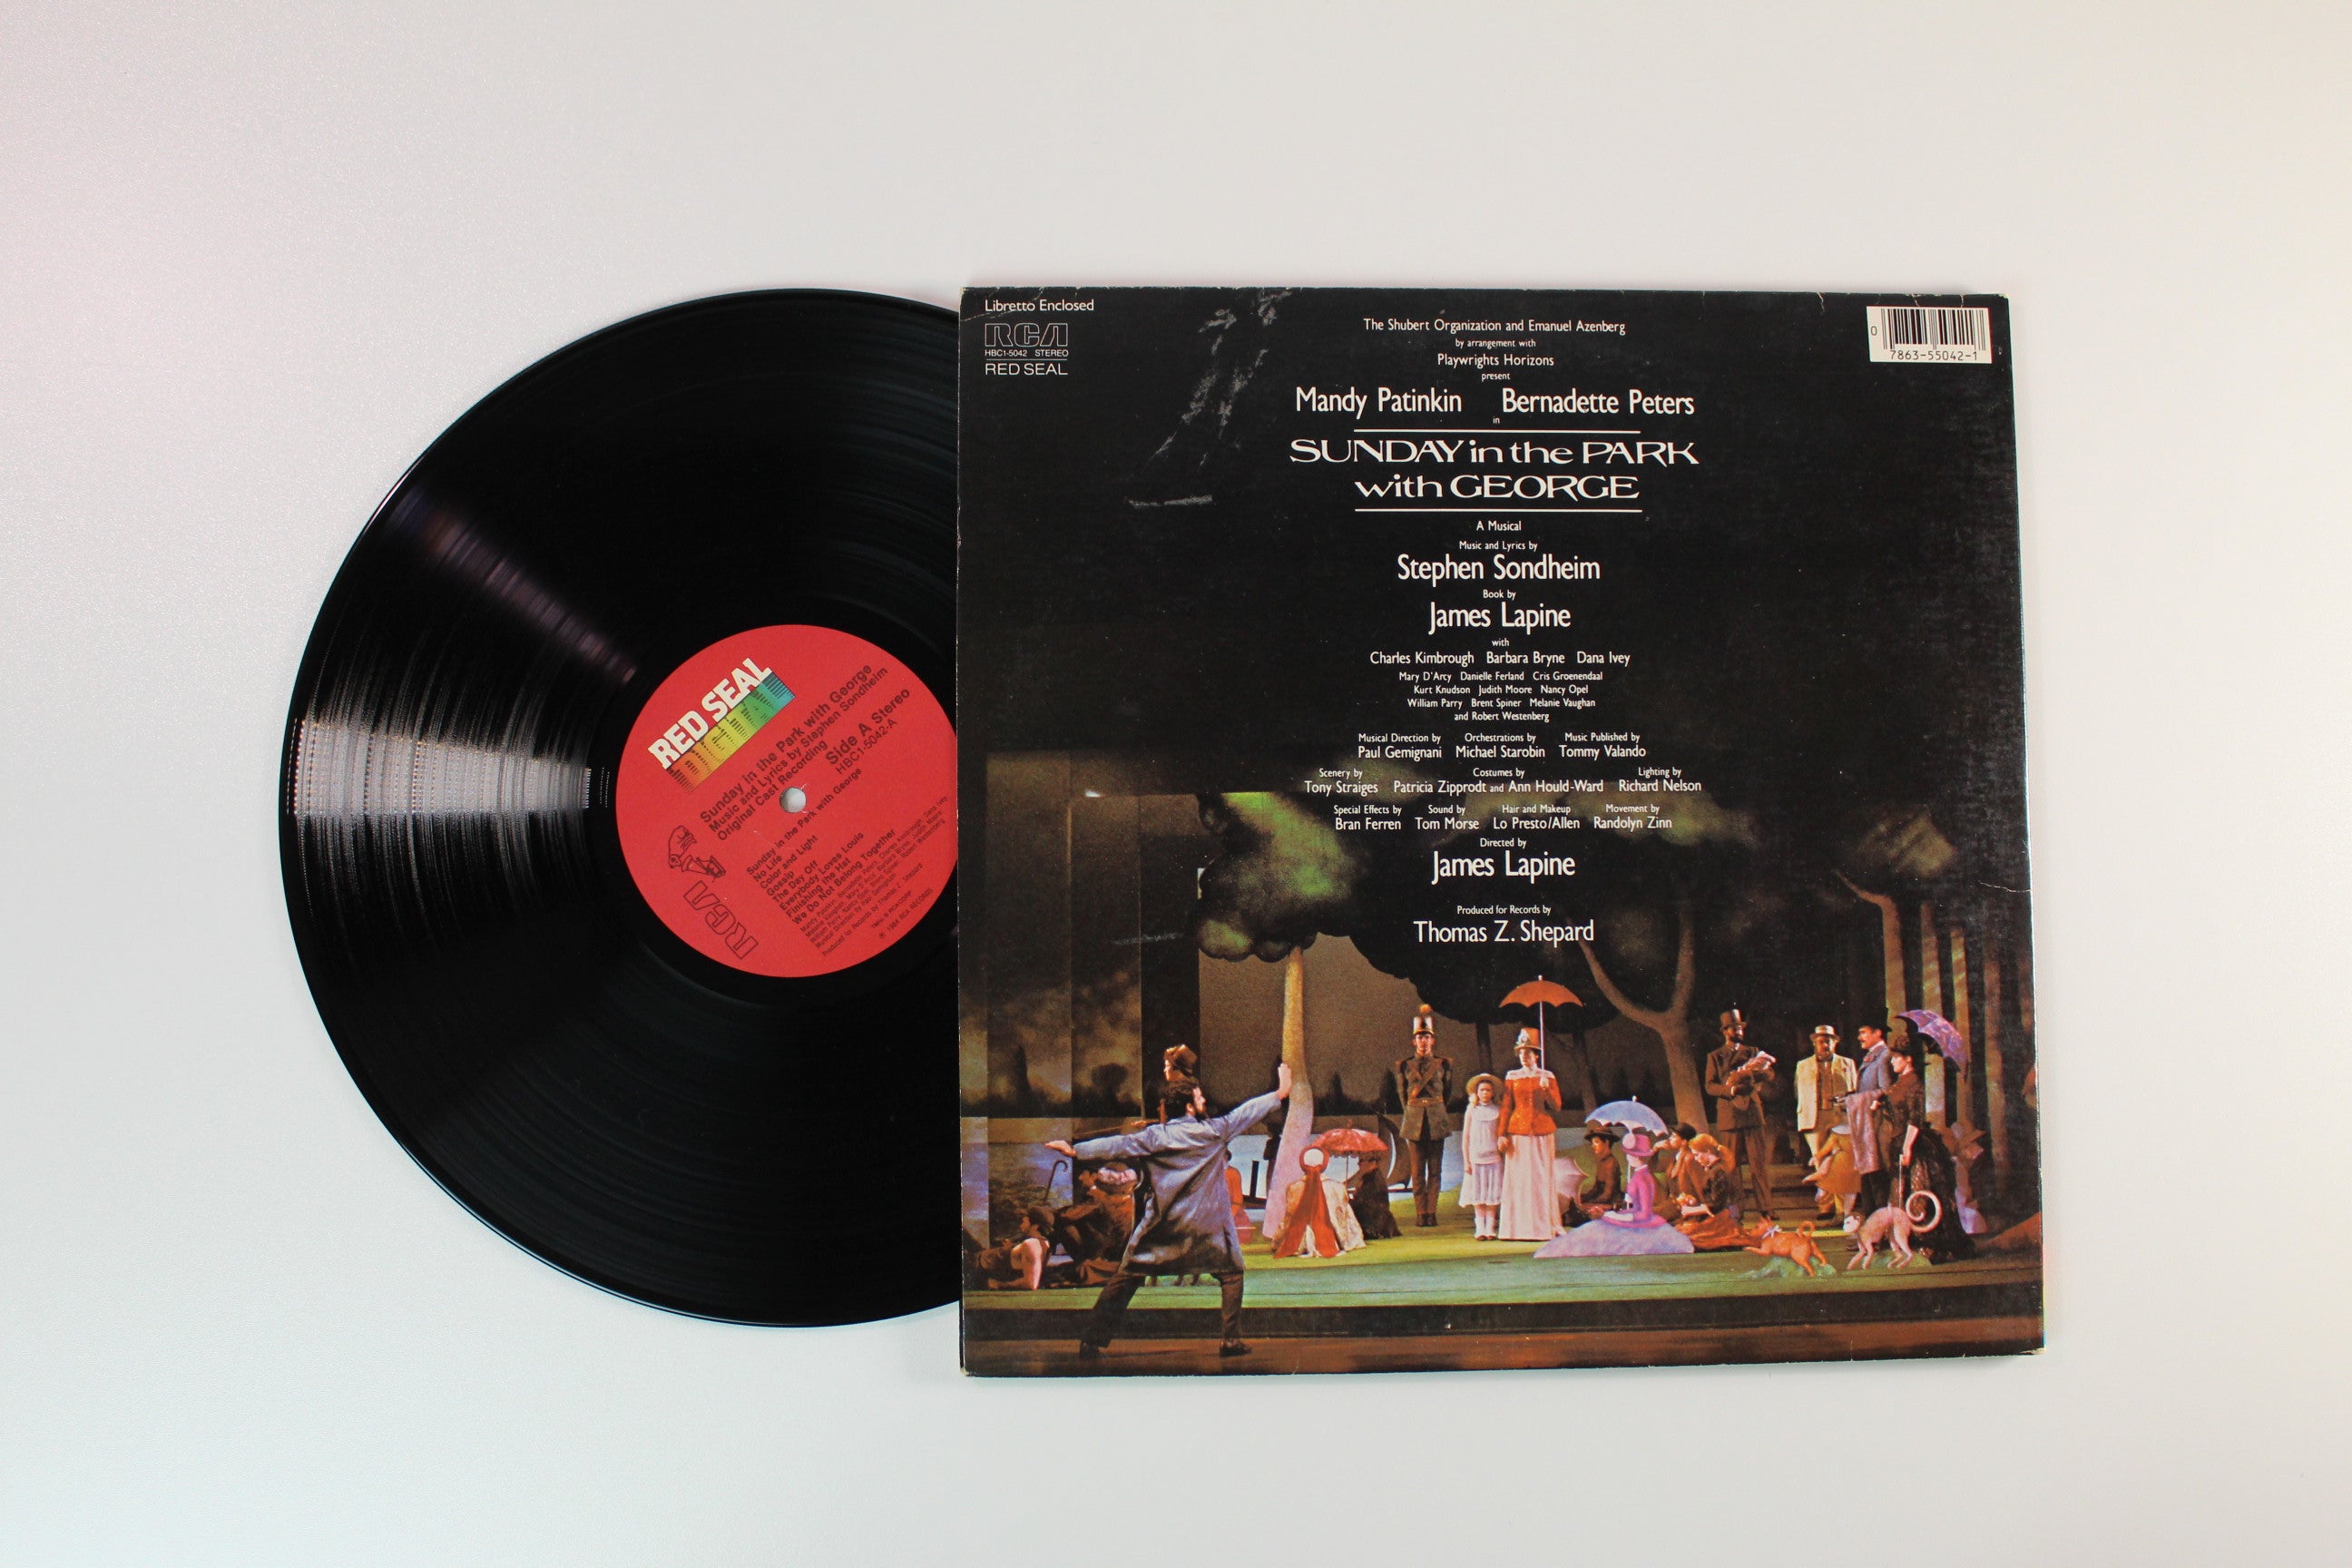 RED SEAL
Sunday in the Park with George
Music and Lyrics by Stephen Sondheim
Original Cast Recording
Side A Stereo
HBC1-5042-A
Sunday in the Park with George
No Life
Color and Light
Gossip
The Day Off
Everybody Loves Louis
Finishing the Hat
We Do Not Belong Together
Produced for Records by Thomas Z. Shepard
RCA
Libretto Enclosed
RCA
HBC1-5042 STEREO
RED SEAL
The Shubert Organization and Emanuel Azenberg
by arrangement with
Playwrights Horizons
present
Mandy Patinkin Bernadette Peters
in
SUNDAY in the PARK
with GEORGE
A Musical
Music and Lyrics by
Stephen Sondheim
Book by
James Lapine
with
Charles Kimbrough Barbara Bryne Dana Ivey
Mary D'Arcy Danielle Ferland Cris Groenendaal
Kurt Knudson Judith Moore Nancy Opel
William Parry Brent Spiner Melanie Vaughan
and Robert Westenberg
Musical Direction by Orchestrations by Music Published by
Paul Gemignani Michael Starobin Tommy Valando
Scenery by Costumes by Lighting by
Tony Straiges Patricia Zipprodt and Ann Hould-Ward Richard Nelson
Special Effects by Sound by Hair and Makeup Movement by
Bran Ferren Tom Morse Lo Presto/Allen Randolyn Zinn
Directed by
James Lapine
Produced for Records by
Thomas Z. Shepard
0
7863-55042-1